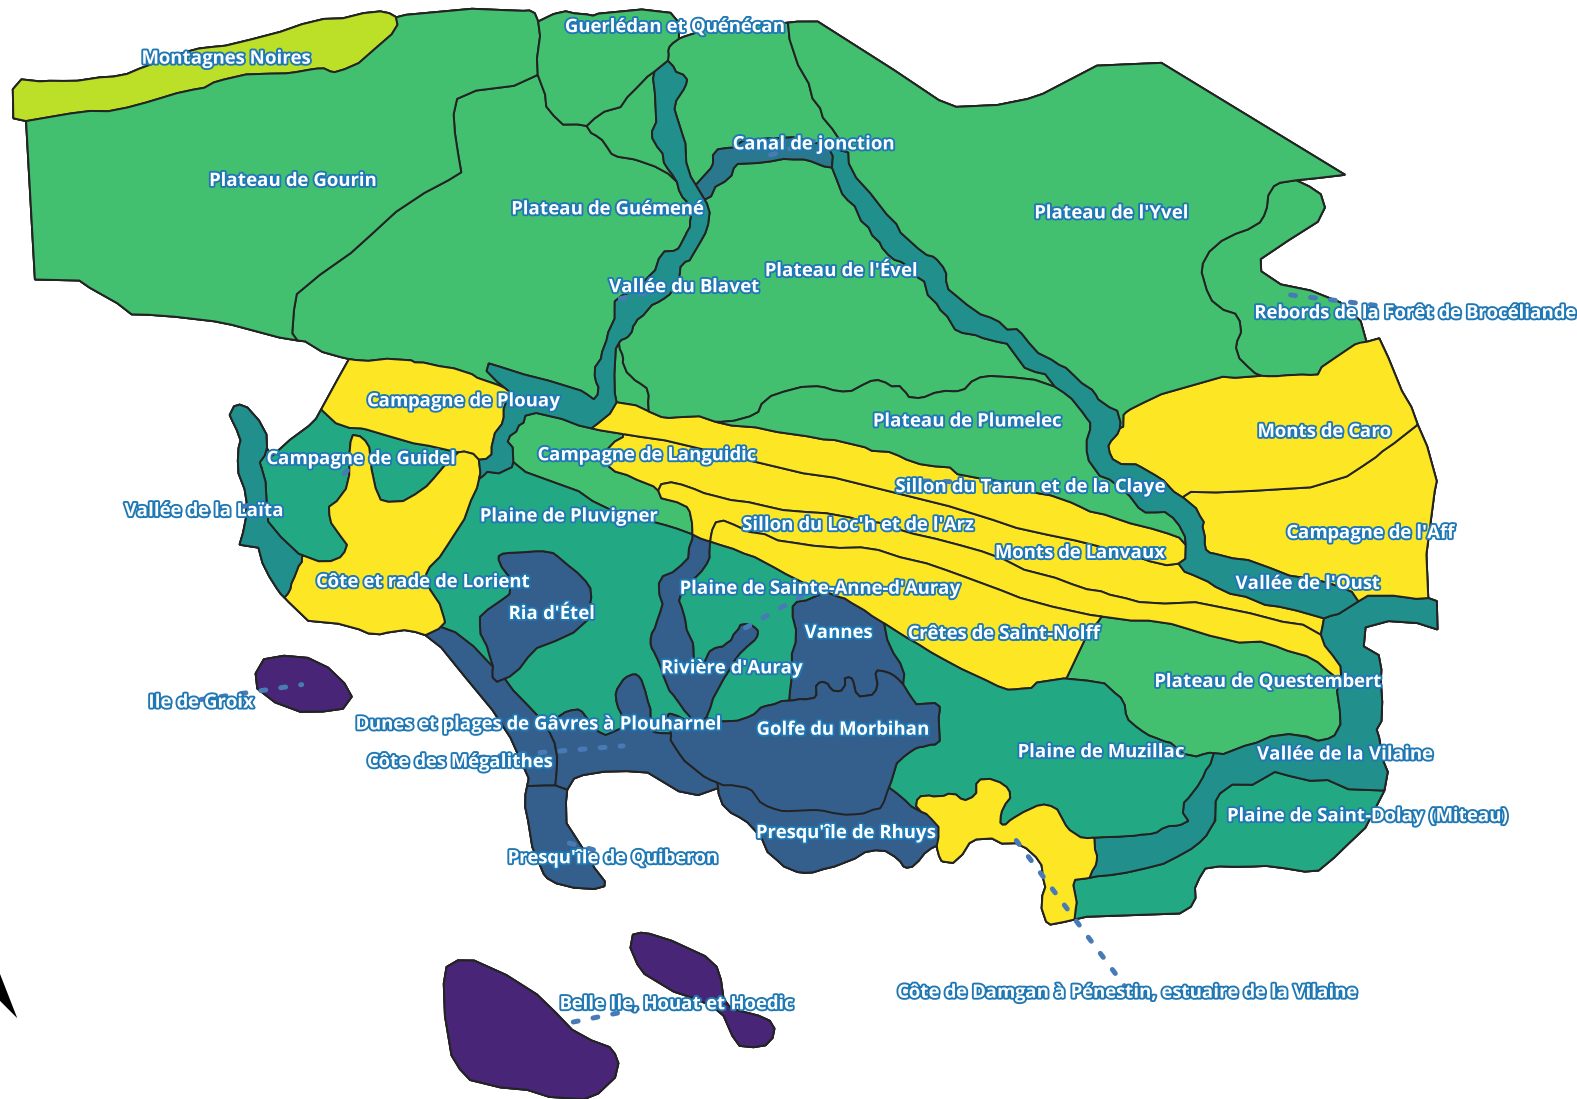 Guerlédan et Quénécan
Montagnes Noires
Canal de jonction
Plateau de Gourin
Plateau de Guémené
Plateau de l'Yvel
Plateau de l'Ével
Vallée du Blavet
Rebords de la Forêt de Brocéliande
Campagne de Plouay
Plateau de Plumelec
Monts de Caro
Campagne de Languidic
Campagne de Guidel
Sillon du Tarun et de la Claye
Vallée de la Laïta
Plaine de Pluvigner
Sillon du Loc'h et de l'Arz
Campagne de l'Aff
Monts de Lanvaux
Côte et rade de Lorient
Vallée de l'Oust
Plaine de Sainte-Anne-d'Auray
Ria d'Étel
Vannes
Crêtes de Saint-Nolff
Rivière d'Auray
Plateau de Questembert
Ile de Groix
Dunes et plages de Gâvres à Plouharnel
Golfe du Morbihan
Plaine de Muzillac
Vallée de la Vilaine
Côte des Mégalithes
Plaine de Saint-Dolay (Miteau)
Presqu'île de Rhuys
Presqu'île de Quiberon
Côte de Damgan à Pénestin, estuaire de la Vilaine
Belle Ile, Houat et Hoedic